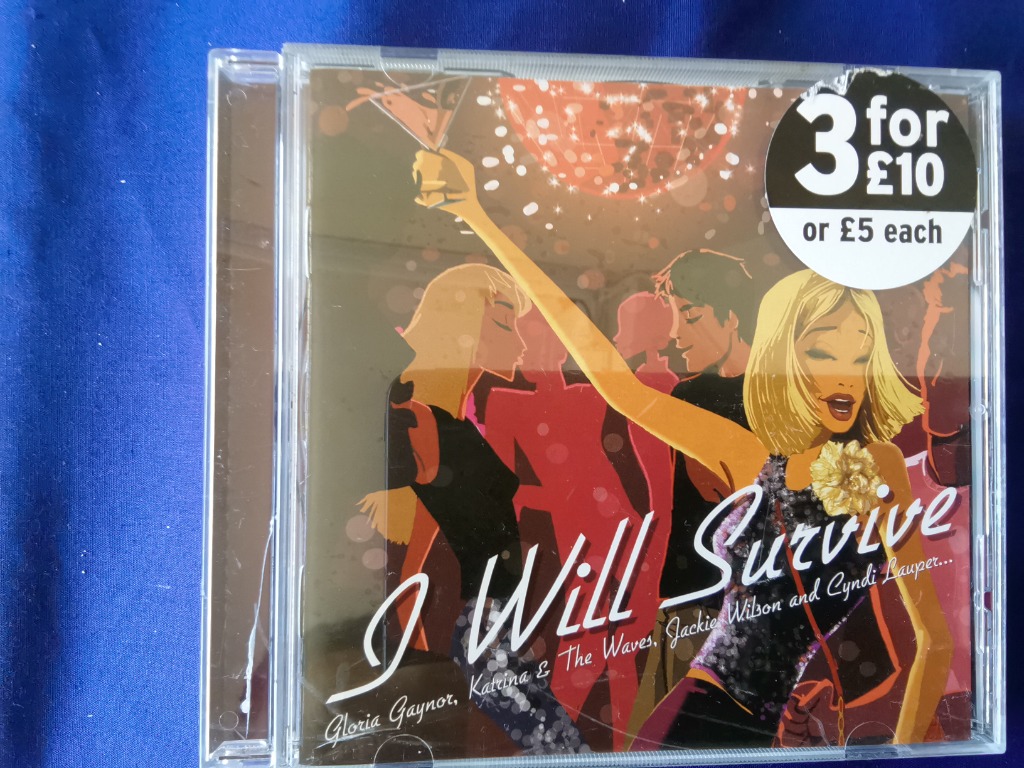 3 for
£10
or £5 each
I Will Survive
Gloria Gaynor, Katrina & The Waves, Jackie Wilson and Cyndi Lauper...